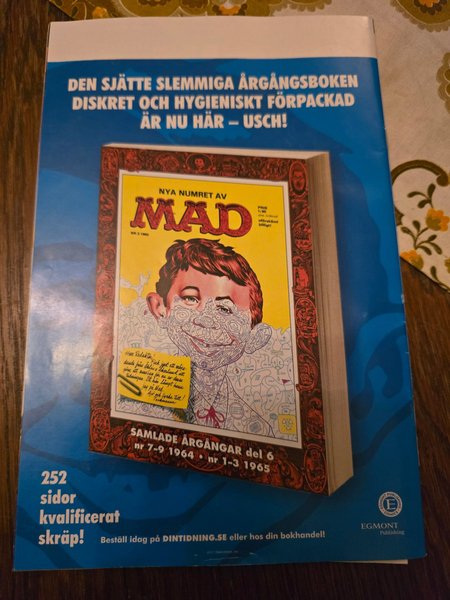 DEN SJÄTTE SLEMMIGA ÅRGÅNGSBOKEN
DISKRET OCH HYGIENISKT FÖRPACKAD
ÄR NU HÄR – USCH!
NYA NUMRET AV
MAD
SAMLADE ÅRGÅNGAR del 6
nr 7-9 1964 • nr 1-3 1965
252
sidor
kvalificerat
skräp!
Beställ idag på DINTIDNING.SE eller hos din bokhandel!
E
EGMONT
Publishing